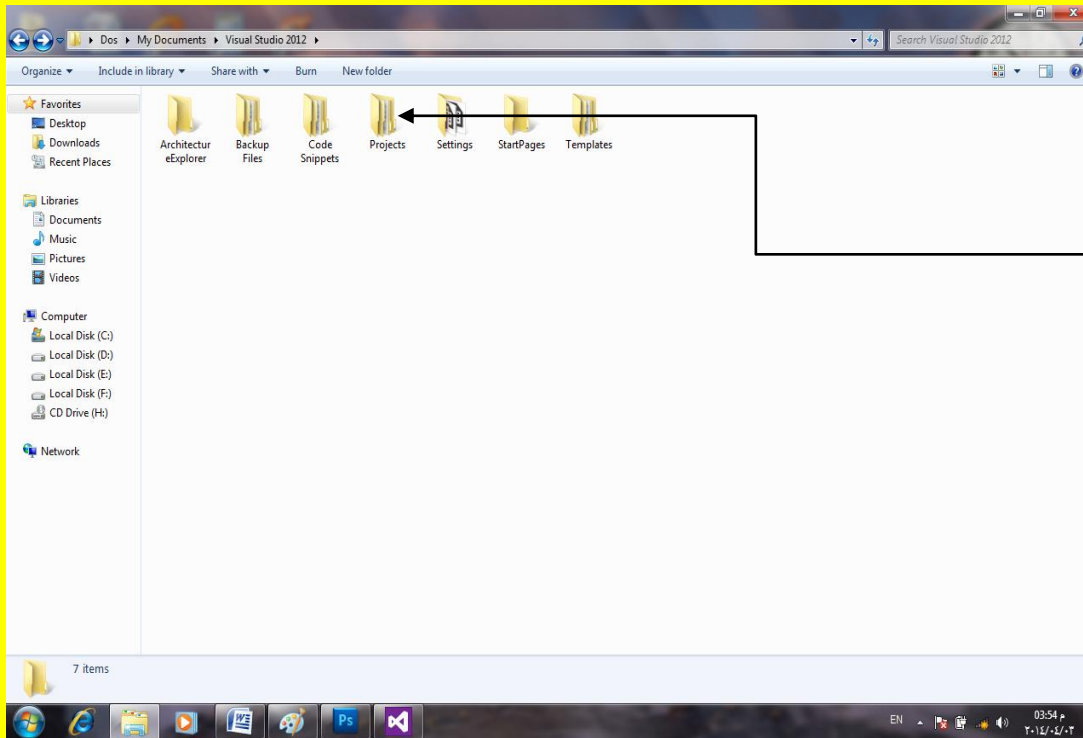 Dos ▸ My Documents ▸ Visual Studio 2012 ▸
Search Visual Studio 2012
Organize ▾ Include in library ▾ Share with ▾ Burn New folder
Favorites
Desktop
Downloads
Recent Places
Libraries
Documents
Music
Pictures
Videos
Computer
Local Disk (C:)
Local Disk (D:)
Local Disk (E:)
Local Disk (F:)
CD Drive (H:)
Network
Architectur
eExplorer
Backup
Files
Code
Snippets
Projects
Settings
StartPages
Templates
7 items
Ps
EN
03:54 م
٢٠١٤/٠٤/٠٣